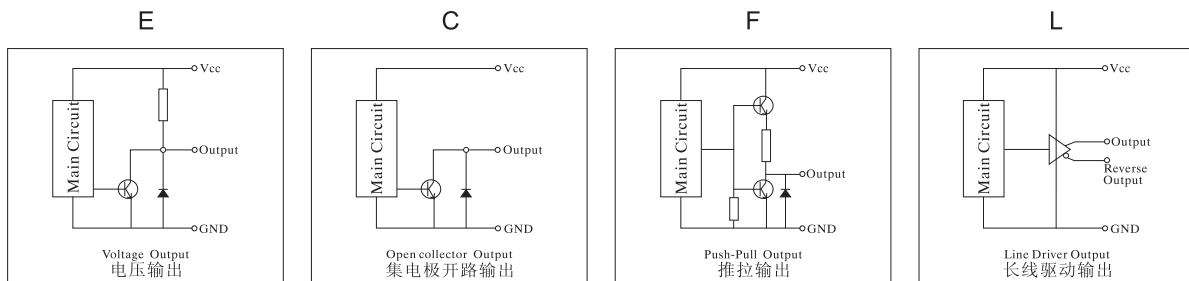 E
Vcc
Main Circuit
Output
GND
Voltage Output
电压输出
C
Vcc
Main Circuit
Output
GND
Open collector Output
集电极开路输出
F
Vcc
Main Circuit
Output
GND
Push-Pull Output
推拉输出
L
Vcc
Main Circuit
Output
Reverse
Output
GND
Line Driver Output
长线驱动输出